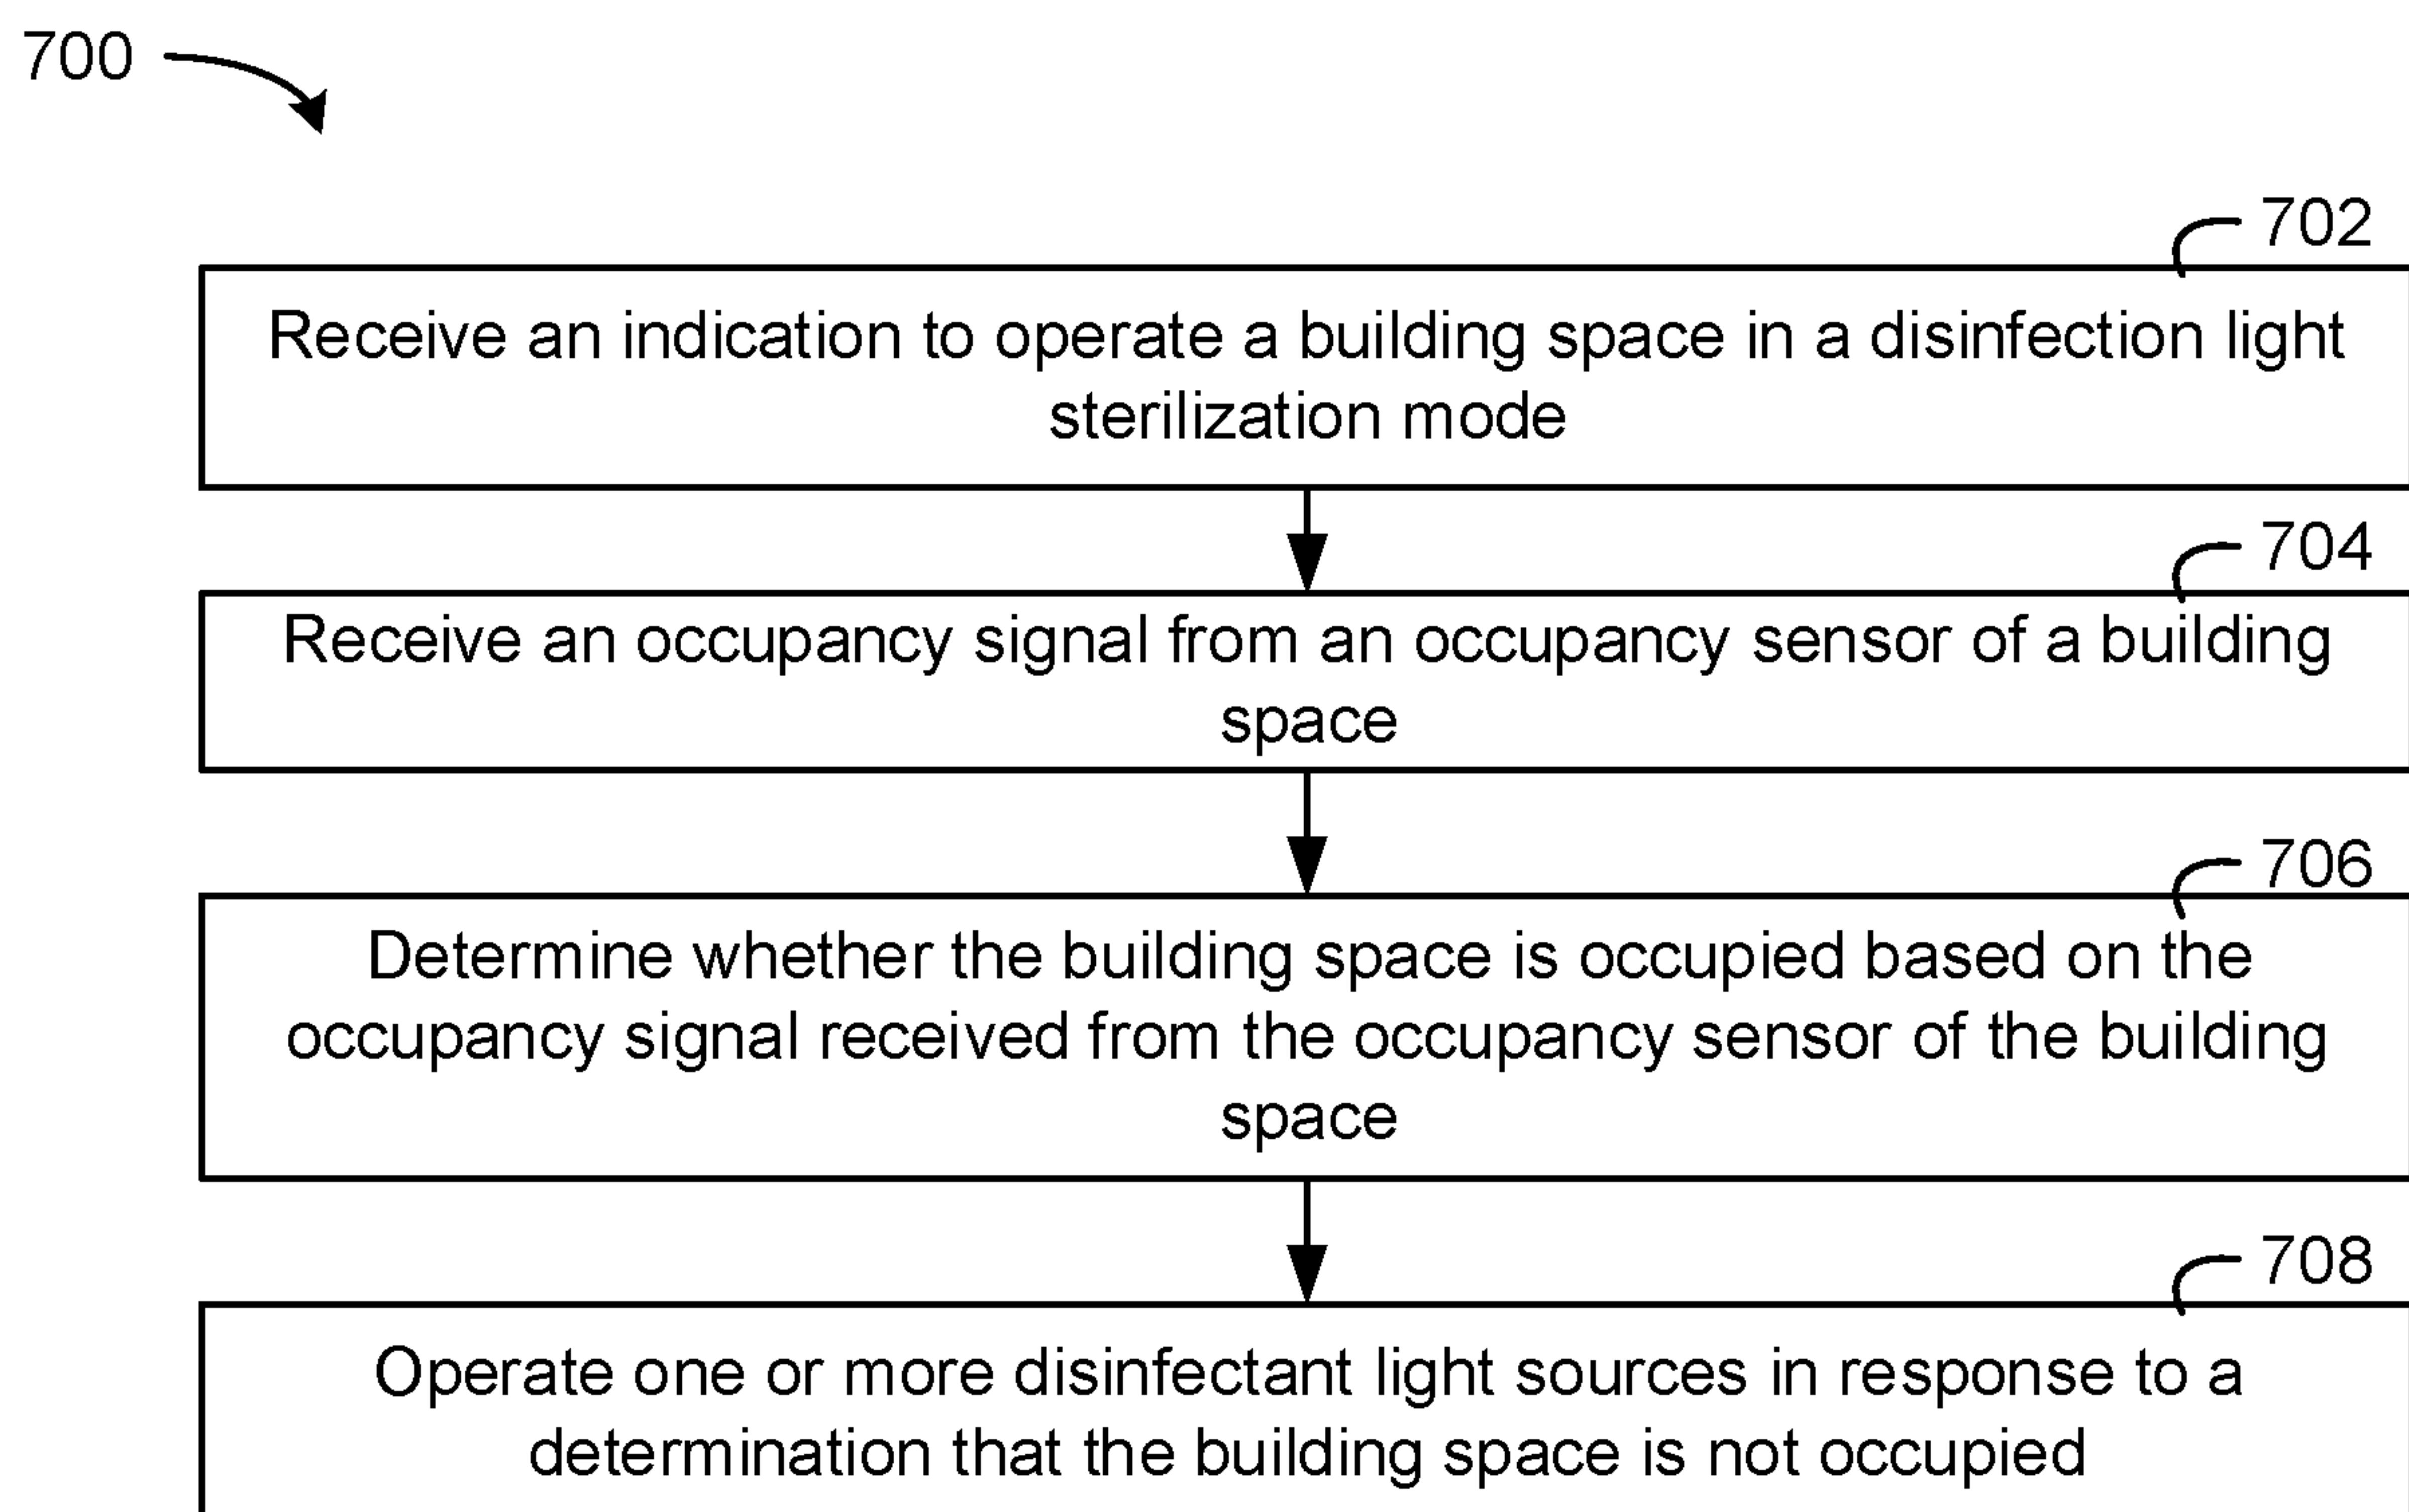 700
702
Receive an indication to operate a building space in a disinfection light
sterilization mode
704
Receive an occupancy signal from an occupancy sensor of a building
space
706
Determine whether the building space is occupied based on the
occupancy signal received from the occupancy sensor of the building
space
708
Operate one or more disinfectant light sources in response to a
determination that the building space is not occupied